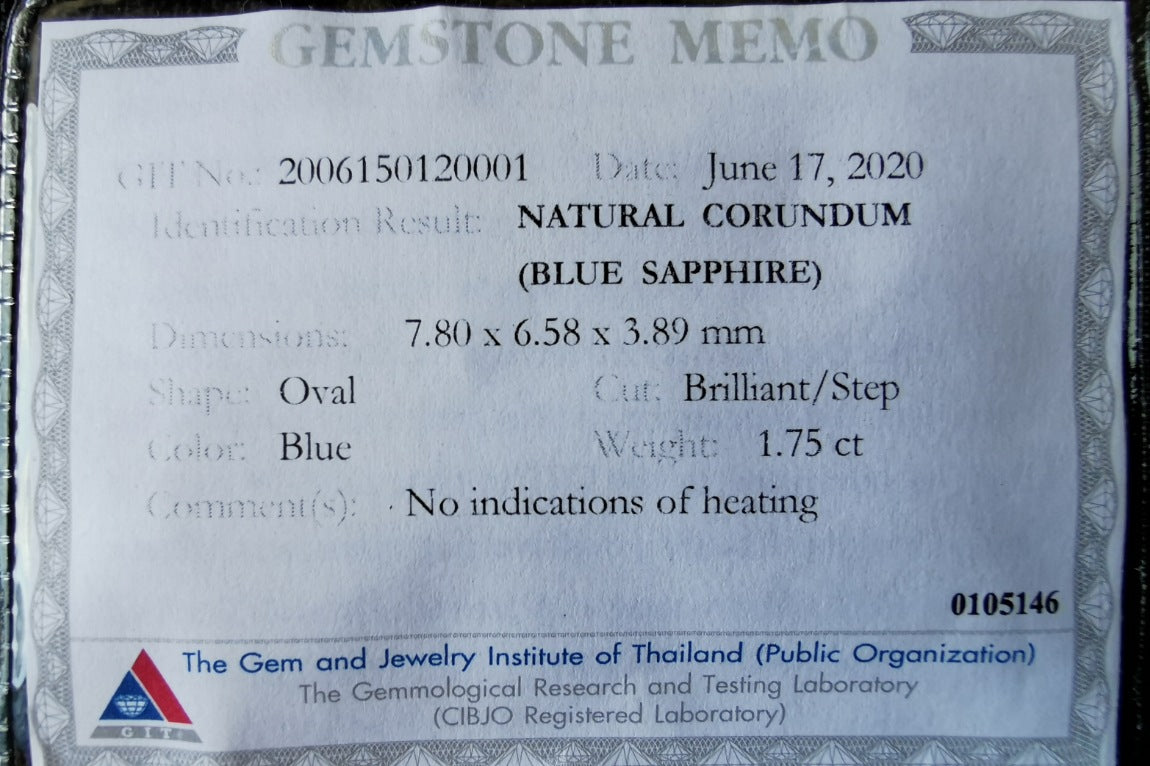 GEMSTONE MEMO
GIT No.: 2006150120001 Date: June 17, 2020
Identification Result: NATURAL CORUNDUM
(BLUE SAPPHIRE)
Dimensions: 7.80 x 6.58 x 3.89 mm
Shape: Oval Cut: Brilliant/Step
Color: Blue Weight: 1.75 ct
Comment(s): · No indications of heating
0105146
The Gem and Jewelry Institute of Thailand (Public Organization)
The Gemmological Research and Testing Laboratory
(CIBJO Registered Laboratory)
GIT